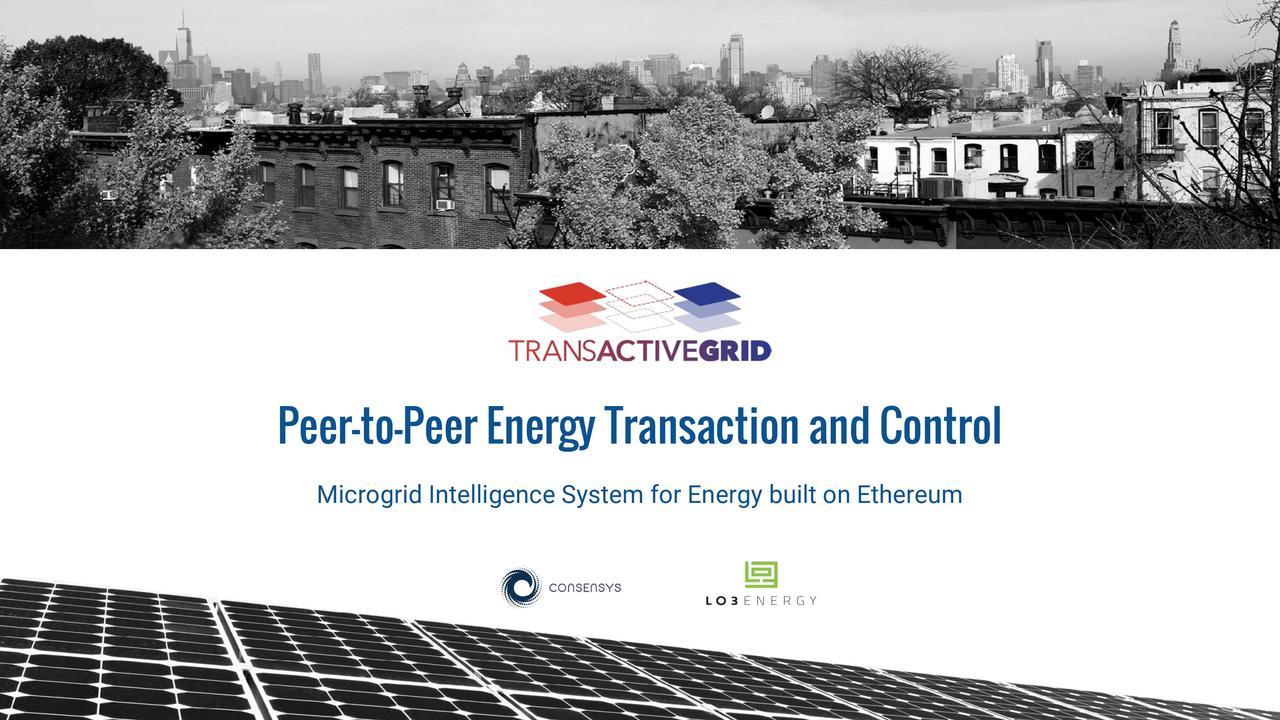 TRANSACTIVEGRID
Peer-to-Peer Energy Transaction and Control
Microgrid Intelligence System for Energy built on Ethereum
CONSENSYS
LO3ENERGY